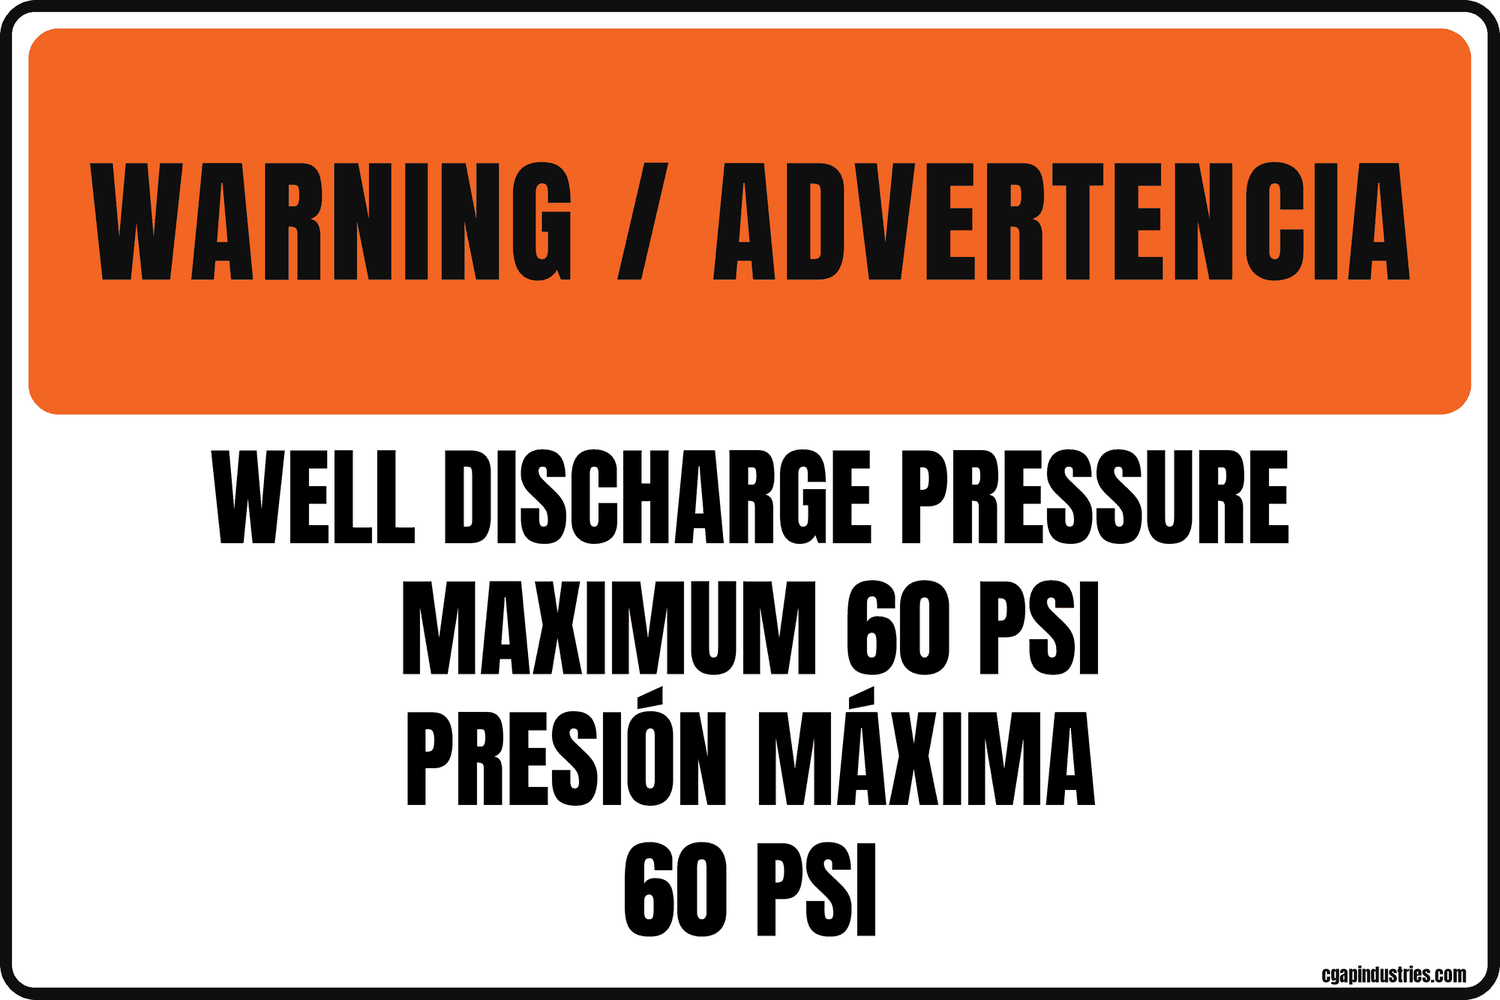 WARNING / ADVERTENCIA
WELL DISCHARGE PRESSURE
MAXIMUM 60 PSI
PRESIÓN MÁXIMA
60 PSI
cgapindustries.com